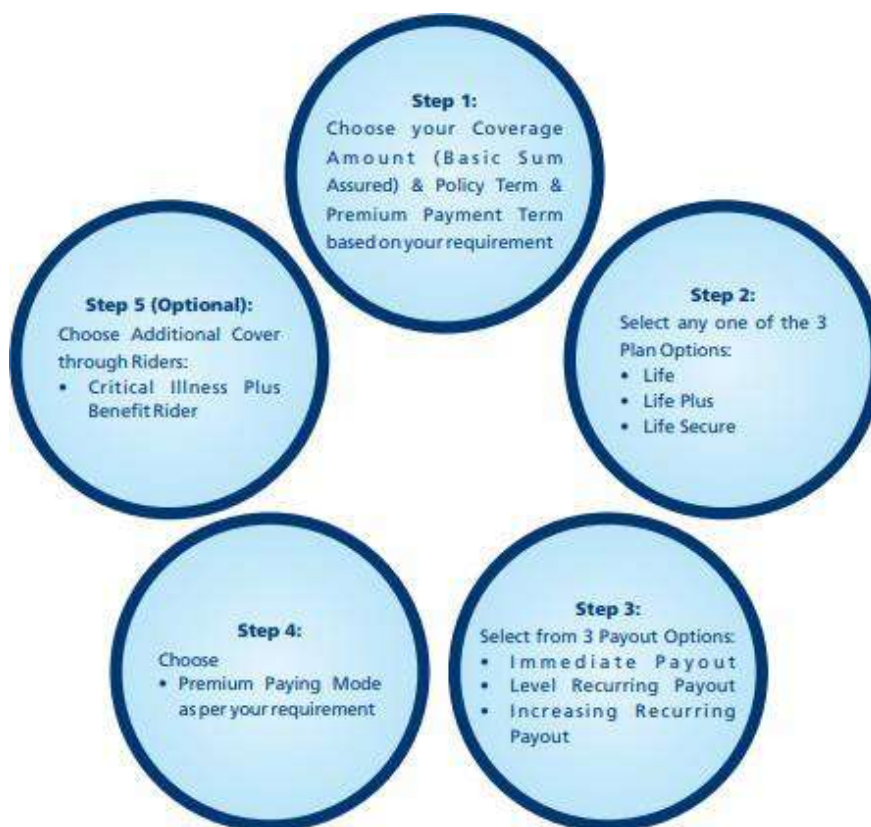 Step 1:
Choose your Coverage
Amount (Basic Sum
Assured) & Policy Term &
Premium Payment Term
based on your requirement
Step 2:
Select any one of the 3
Plan Options:
• Life
• Life Plus
• Life Secure
Step 3:
Select from 3 Payout Options:
• Immediate Payout
• Level Recurring Payout
• Increasing Recurring
Payout
Step 4:
Choose
• Premium Paying Mode
as per your requirement
Step 5 (Optional):
Choose Additional Cover
through Riders:
• Critical Illness Plus
Benefit Rider